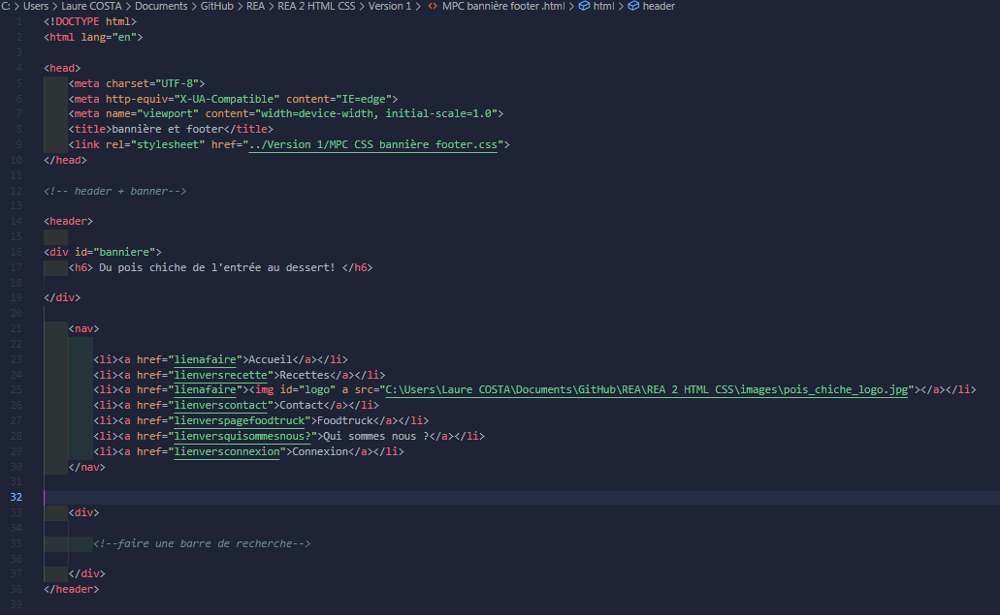 C: > Users > Laure COSTA > Documents > GitHub > REA > REA 2 HTML CSS > Version 1 > <> MPC bannière footer .html > html > header
1 <!DOCTYPE html>
2 <html lang="en">
3
4 <head>
5 <meta charset="UTF-8">
6 <meta http-equiv="X-UA-Compatible" content="IE=edge">
7 <meta name="viewport" content="width=device-width, initial-scale=1.0">
8 <title>bannière et footer</title>
9 <link rel="stylesheet" href="../Version 1/MPC CSS bannière footer.css">
10 </head>
11
12 <!-- header + banner-->
13
14 <header>
15
16 <div id="banniere">
17 <h6> Du pois chiche de l'entrée au dessert! </h6>
18
19 </div>
20
21 <nav>
22
23 <li><a href="lienafaire">Accueil</a></li>
24 <li><a href="lienversrecette">Recettes</a></li>
25 <li><a href="lienafaire"><img id="logo" a src="C:\Users\Laure COSTA\Documents\GitHub\REA\REA 2 HTML CSS\images\pois_chiche_logo.jpg"></a></li>
26 <li><a href="lienverscontact">Contact</a></li>
27 <li><a href="lienverspagefoodtruck">Foodtruck</a></li>
28 <li><a href="lienversquisommesnous?">Qui sommes nous ?</a></li>
29 <li><a href="lienversconnexion">Connexion</a></li>
30 </nav>
31
32
33 <div>
34
35 <!--faire une barre de recherche-->
36
37 </div>
38 </header>
39